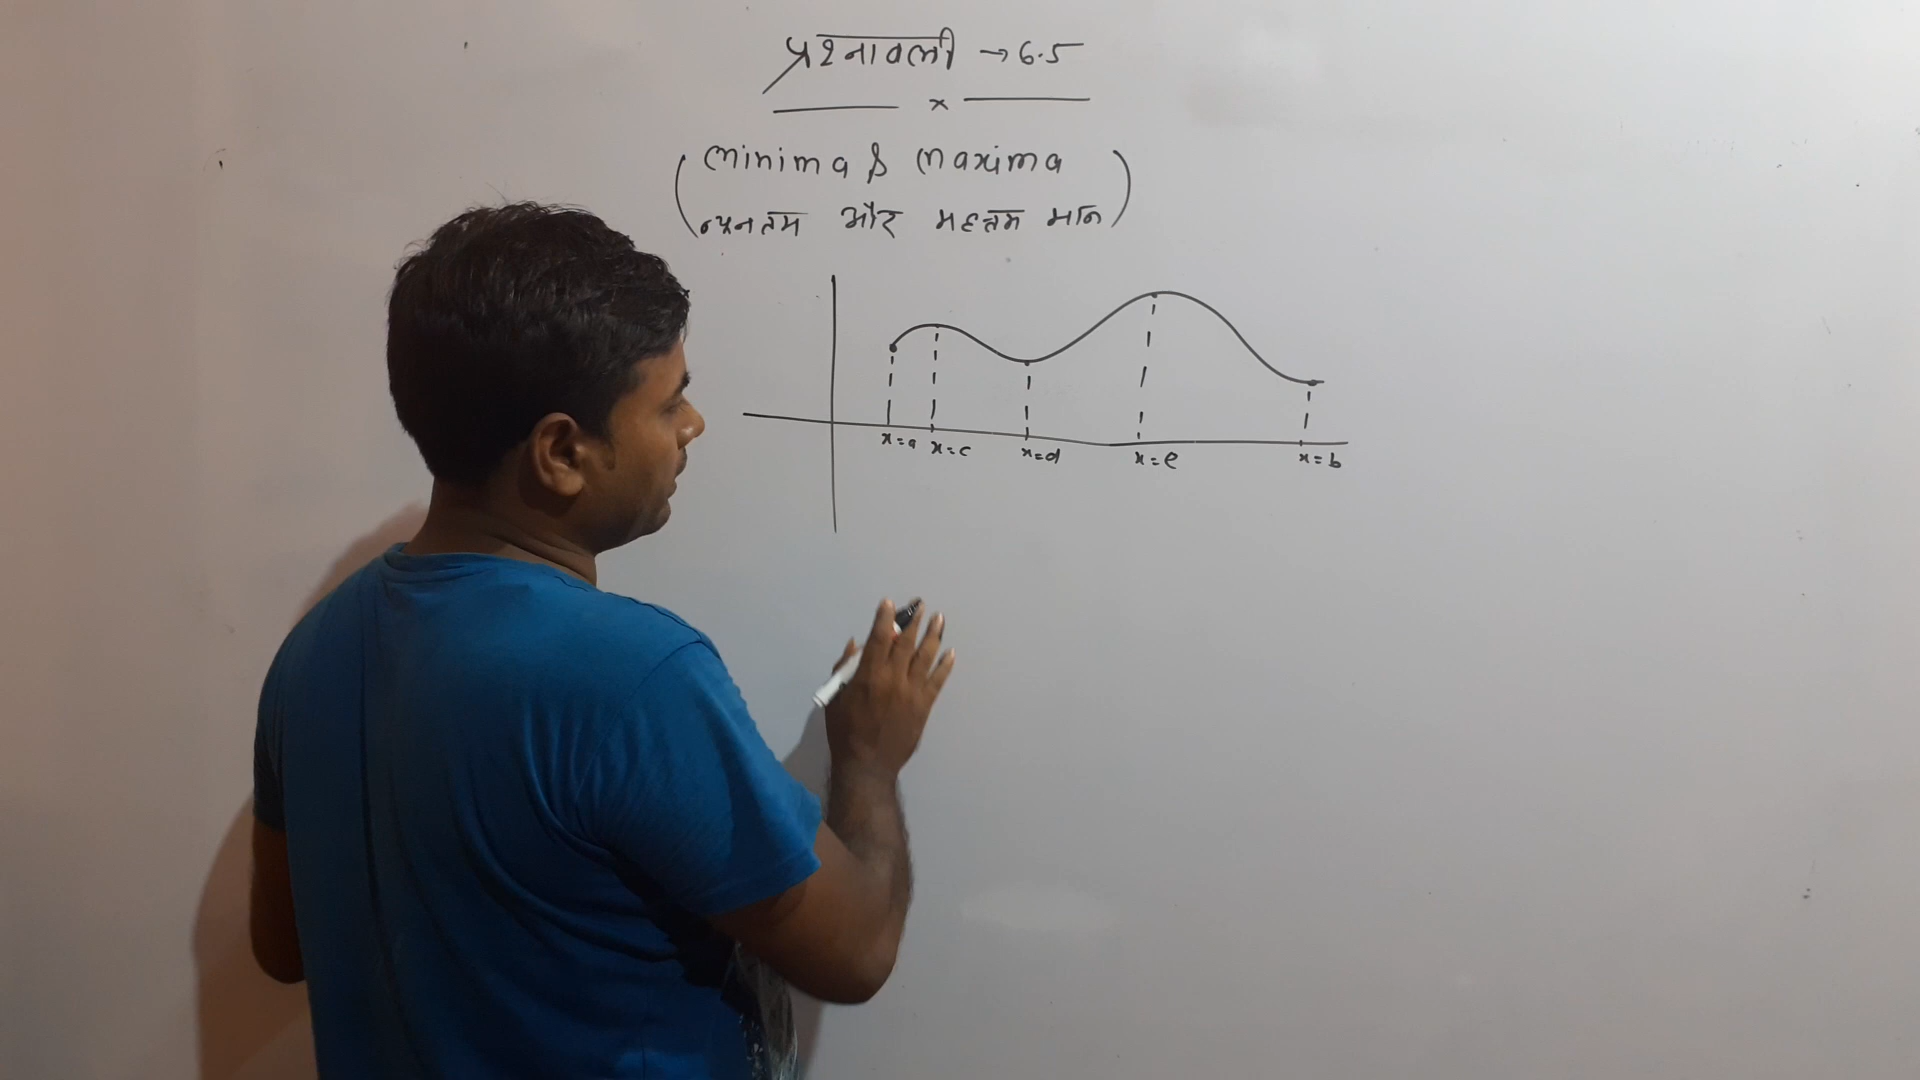 प्रश्नावली → 6.5
x
(minima & maxima
न्यूनतम और महत्तम मान)
x=a x=c x=d x=e x=b